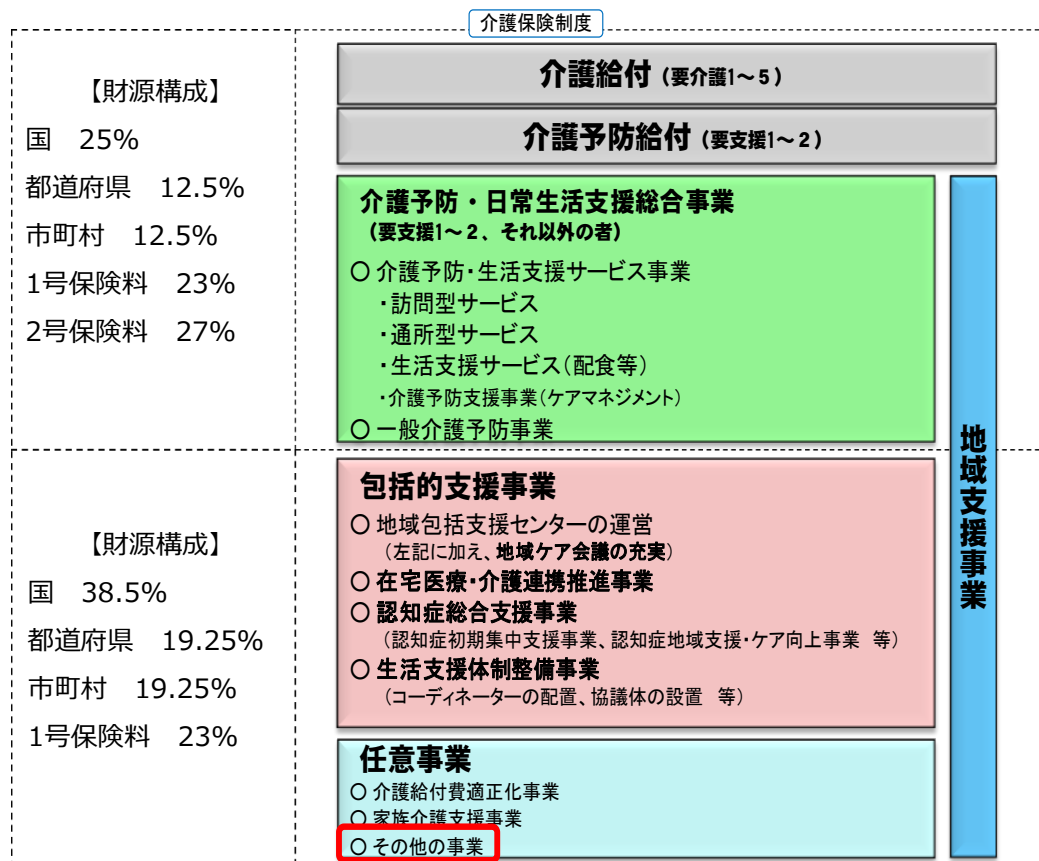 介護保険制度
【財源構成】
国　25%
都道府県　12.5%
市町村　12.5%
1号保険料　23%
2号保険料　27%
介護給付（要介護1～5）
介護予防給付（要支援1～2）
介護予防・日常生活支援総合事業
（要支援1～2、それ以外の者）
○ 介護予防・生活支援サービス事業
・訪問型サービス
・通所型サービス
・生活支援サービス（配食等）
・介護予防支援事業（ケアマネジメント）
○ 一般介護予防事業
【財源構成】
国　38.5%
都道府県　19.25%
市町村　19.25%
1号保険料　23%
包括的支援事業
○ 地域包括支援センターの運営
（左記に加え、地域ケア会議の充実）
○ 在宅医療・介護連携推進事業
○ 認知症総合支援事業
（認知症初期集中支援事業、認知症地域支援・ケア向上事業　等）
○ 生活支援体制整備事業
（コーディネーターの配置、協議体の設置　等）
任意事業
○ 介護給付費適正化事業
○ 家族介護支援事業
○ その他の事業
地域支援事業